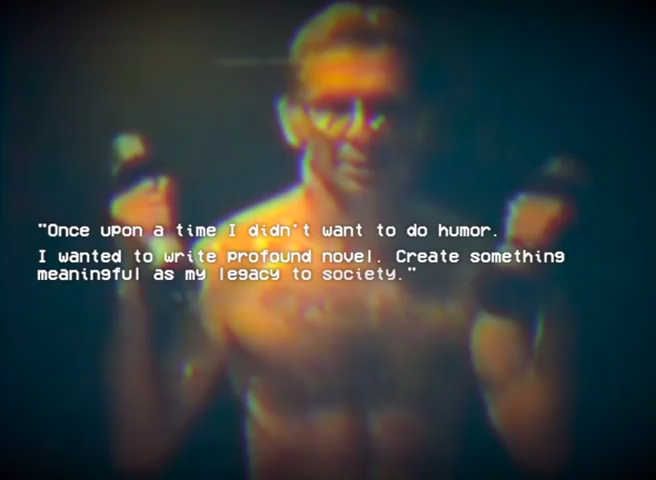 "Once upon a time I didn't want to do humor.
I wanted to write profound novel. Create something
meaningful as my legacy to society."